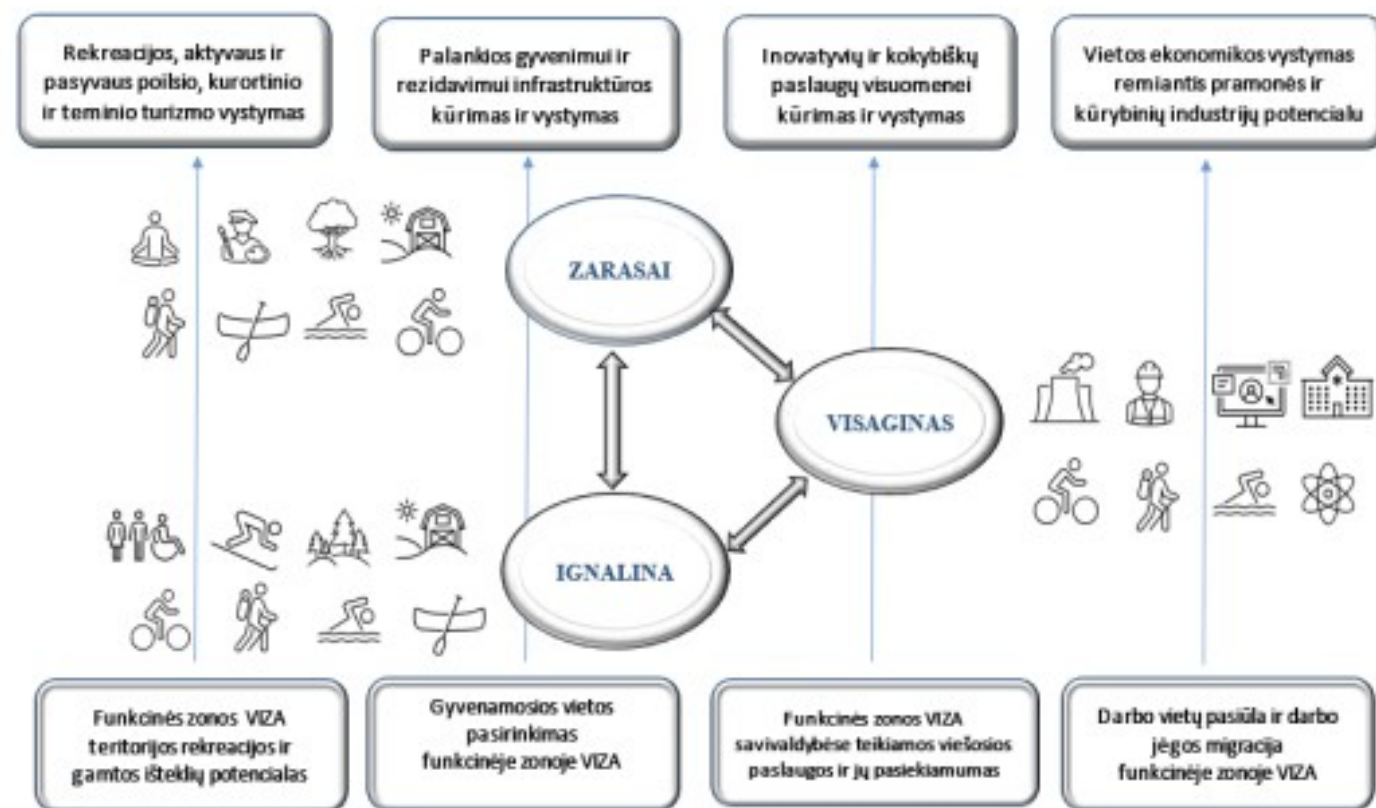 Rekreacijos, aktyvaus ir
pasyvaus poilsio, kurortinio
ir teminio turizmo vystymas
Palankios gyvenimui ir
rezidavimui infrastruktūros
kūrimas ir vystymas
Inovatyvių ir kokybiškų
paslaugų visuomenei
kūrimas ir vystymas
Vietos ekonomikos vystymas
remiantis pramonės ir
kūrybinių industrijų potencialu
ZARASAI
VISAGINAS
IGNALINA
Funkcinės zonos VIZA
teritorijos rekreacijos ir
gamtos išteklių potencialas
Gyvenamosios vietos
pasirinkimas
funkcinėje zonoje VIZA
Funkcinės zonos VIZA
savivaldybėse teikiamos viešosios
paslaugos ir jų pasiekiamumas
Darbo vietų pasiūla ir darbo
jėgos migracija
funkcinėje zonoje VIZA